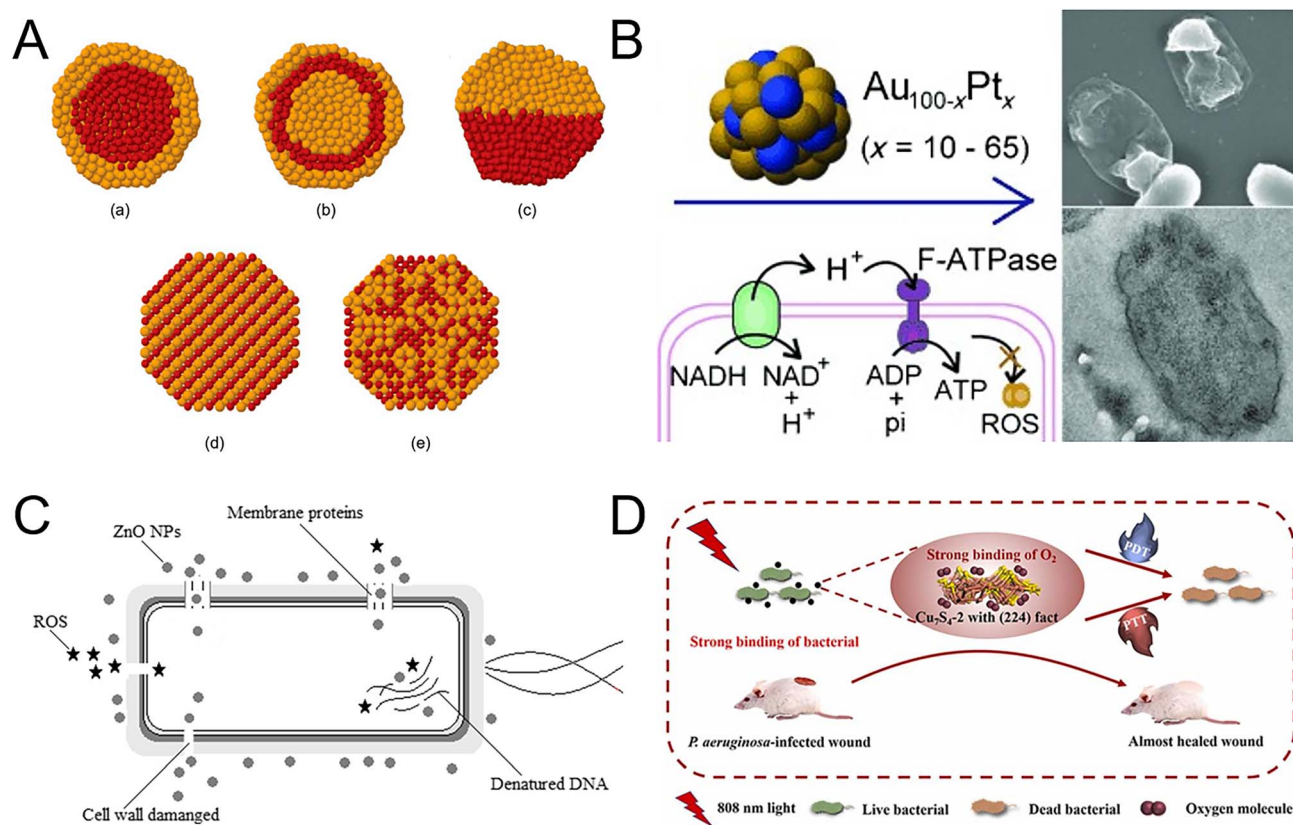 A
(a)
(b)
(c)
(d)
(e)
B
Au100-xPtx
(x = 10 - 65)
H+
F-ATPase
NADH
NAD+
+
H+
ADP
+
pi
ATP
ROS
C
ZnO NPs
Membrane proteins
ROS
Denatured DNA
Cell wall damanged
D
Strong binding of O2
Cu7S4-2 with (224) fact
Strong binding of bacterial
PDT
PTT
P. aeruginosa-infected wound
Almost healed wound
808 nm light
Live bacterial
Dead bacterial
Oxygen molecule